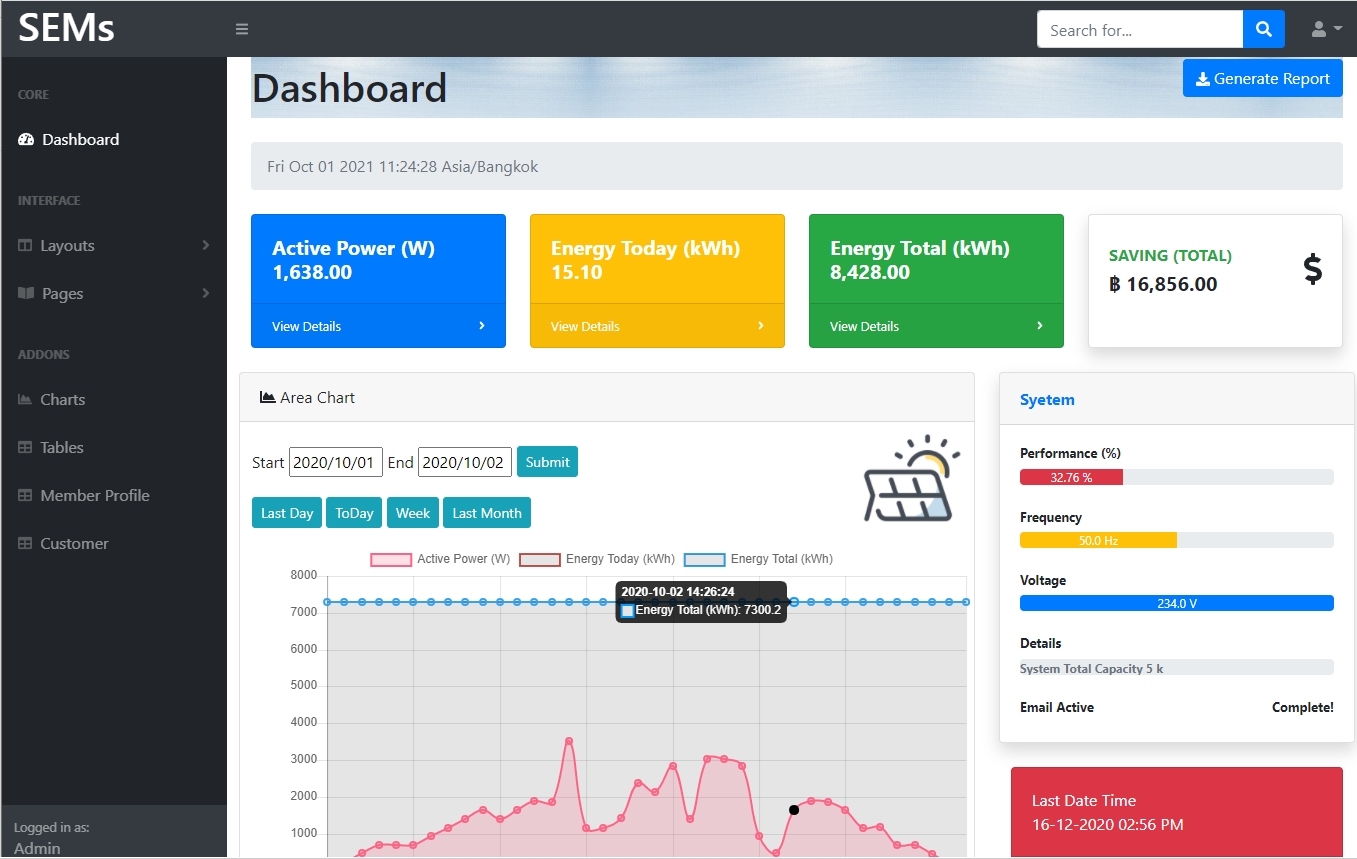 SEMs
Search for...
CORE
Dashboard
INTERFACE
Layouts
Pages
ADDONS
Charts
Tables
Member Profile
Customer
Logged in as:
Admin
Dashboard
Generate Report
Fri Oct 01 2021 11:24:28 Asia/Bangkok
Active Power (W)
1,638.00
View Details
Energy Today (kWh)
15.10
View Details
Energy Total (kWh)
8,428.00
View Details
SAVING (TOTAL)
฿ 16,856.00
$
Area Chart
Start 2020/10/01 End 2020/10/02 Submit
Last Day ToDay Week Last Month
Active Power (W) Energy Today (kWh) Energy Total (kWh)
8000
7000
6000
5000
4000
3000
2000
1000
2020-10-02 14:26:24
Energy Total (kWh): 7300.2
Syetem
Performance (%)
32.76 %
Frequency
50.0 Hz
Voltage
234.0 V
Details
System Total Capacity 5 k
Email Active Complete!
Last Date Time
16-12-2020 02:56 PM